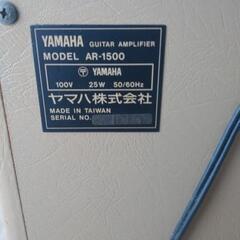 YAMAHA GUITAR AMPLIFIER
MODEL AR-1500
YAMAHA
100V 25W 50/60Hz
ヤマハ株式会社
MADE IN TAIWAN
SERIAL NO.